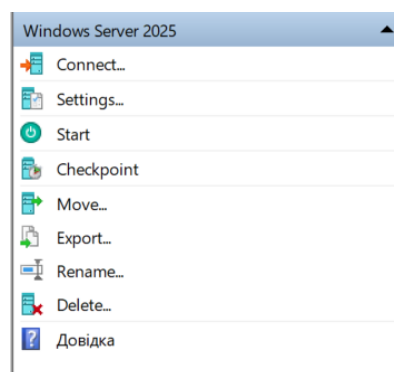 Windows Server 2025
Connect...
Settings...
Start
Checkpoint
Move...
Export...
Rename...
Delete...
Довідка